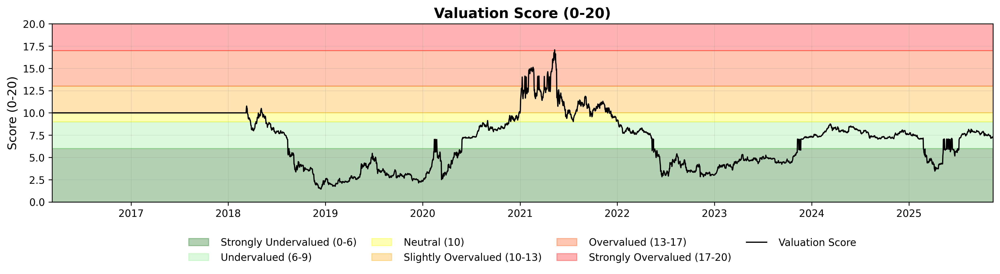 Valuation Score (0-20)
20.0
17.5
15.0
12.5
10.0
7.5
5.0
2.5
0.0
Score (0-20)
2017 2018 2019 2020 2021 2022 2023 2024 2025
Strongly Undervalued (0-6) Neutral (10) Overvalued (13-17) Valuation Score
Undervalued (6-9) Slightly Overvalued (10-13) Strongly Overvalued (17-20)